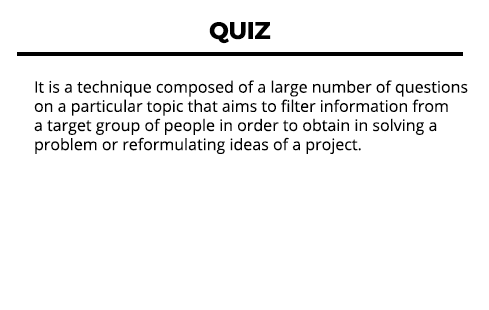 QUIZ
It is a technique composed of a large number of questions
on a particular topic that aims to filter information from
a target group of people in order to obtain in solving a
problem or reformulating ideas of a project.